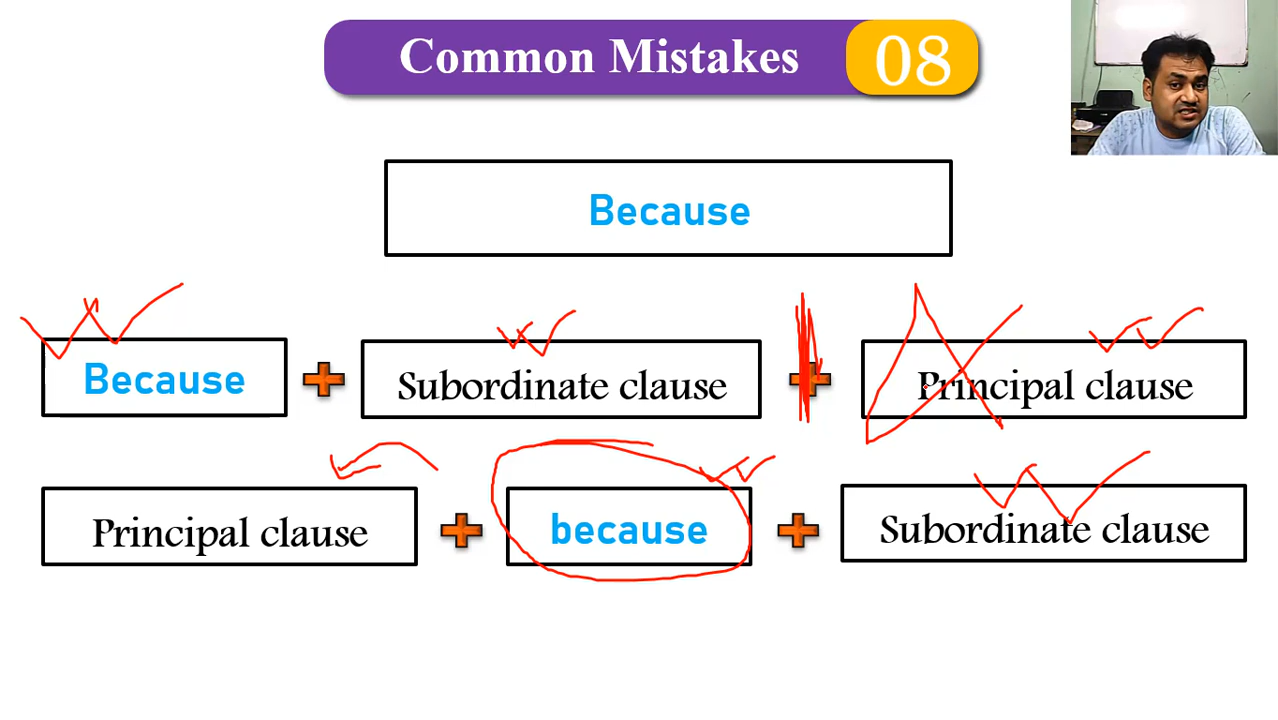 Common Mistakes 08
Because
Because + Subordinate clause + Principal clause
Principal clause + because + Subordinate clause